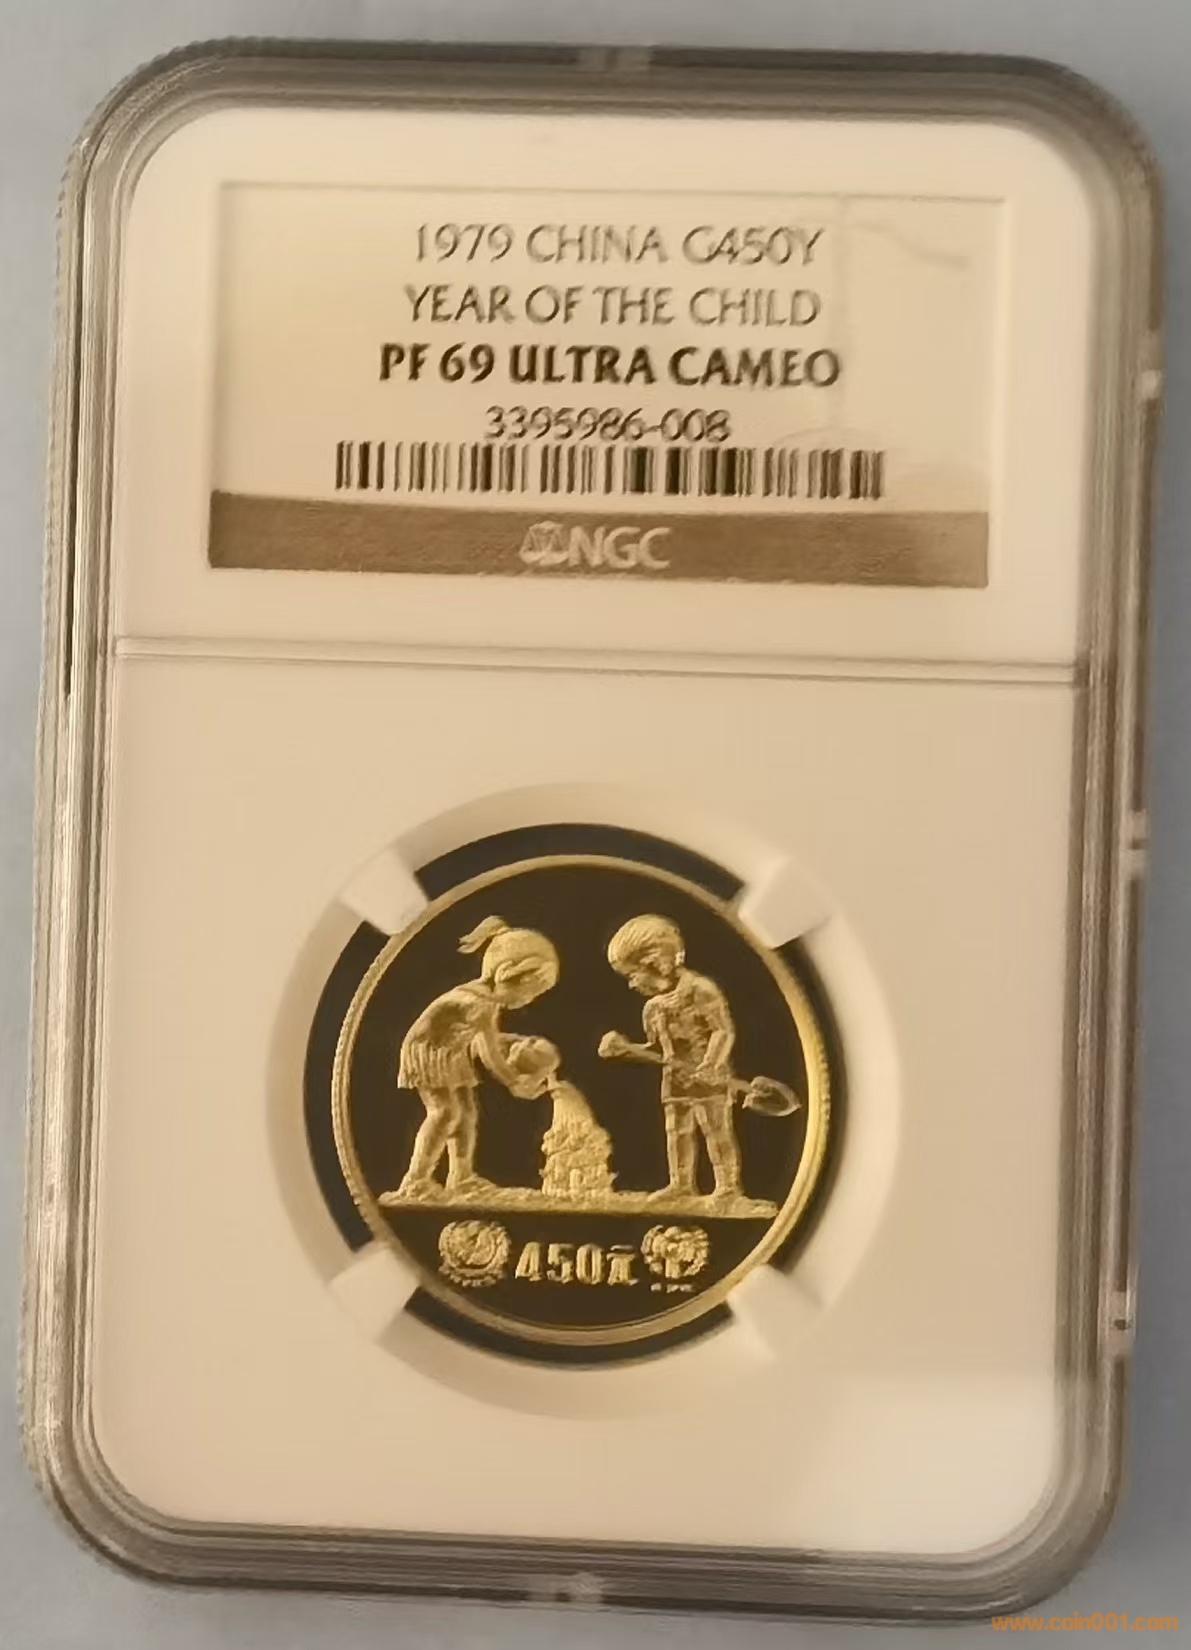 1979 CHINA G450Y
YEAR OF THE CHILD
PF 69 ULTRA CAMEO
3395986-008
NGC
450元
www.coin001.com